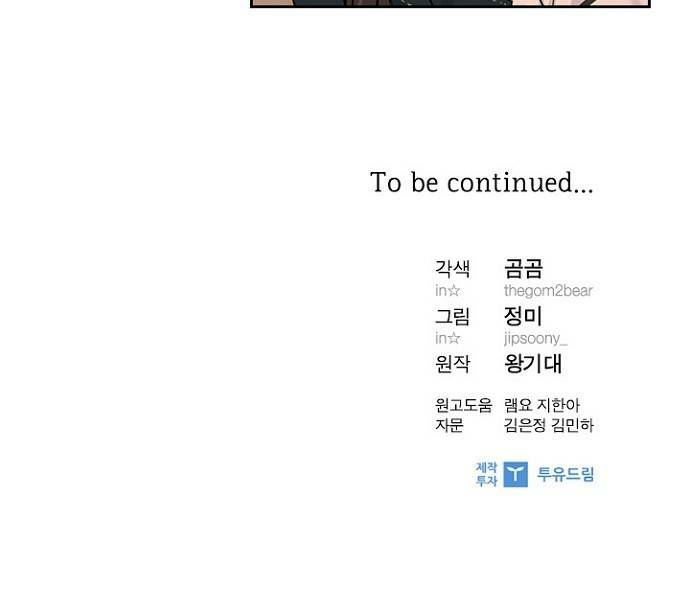 To be continued...
각색 곰곰
in☆ thegom2bear
그림 정미
in☆ jipsoony_
원작 왕기대
원고도움 램요 지한아
자문 김은정 김민하
제작
투자 투유드림